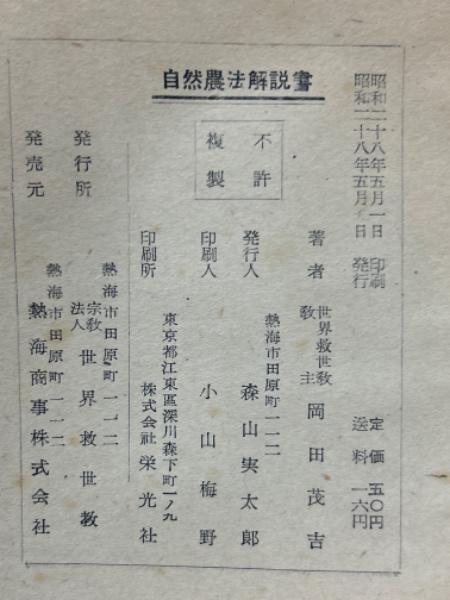 自然農法解説書
昭和二十八年五月一日 印刷
昭和二十八年五月 日 発行
定価 五〇円
送料 一六円
不許
複製
著者
世界救世教
教主 岡田茂吉
熱海市田原町一一二
発行人 森山実太郎
印刷人 小山梅野
東京都江東區深川森下町一ノ九
印刷所 株式会社 栄光社
熱海市田原町一一二
発行所 宗教法人 世界救世教
熱海市田原町一一二
発売元 熱海商事株式会社